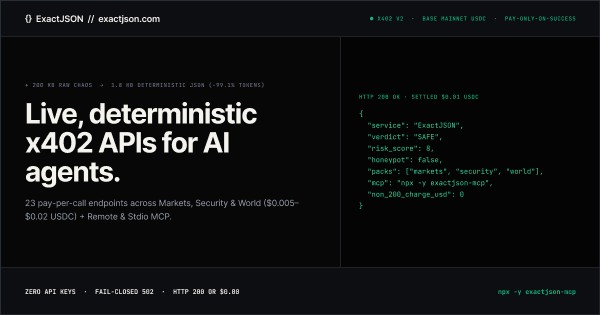 {} ExactJSON // exactjson.com
● X402 V2 · BASE MAINNET USDC · PAY-ONLY-ON-SUCCESS
200 KB RAW CHAOS → 1.8 KB DETERMINISTIC JSON (-99.1% TOKENS)
Live, deterministic
x402 APIs for AI
agents.
23 pay-per-call endpoints across Markets, Security & World ($0.005–
$0.02 USDC) + Remote & Stdio MCP.
HTTP 200 OK · SETTLED $0.01 USDC
{
"service": "ExactJSON",
"verdict": "SAFE",
"risk_score": 8,
"honeypot": false,
"packs": ["markets", "security", "world"],
"mcp": "npx -y exactjson-mcp",
"non_200_charge_usd": 0
}
ZERO API KEYS · FAIL-CLOSED 502 · HTTP 200 OR $0.00
npx -y exactjson-mcp